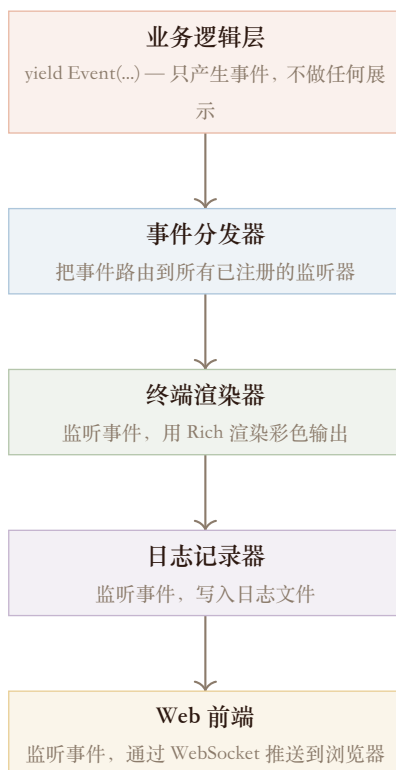 业务逻辑层
yield Event(...) — 只产生事件，不做任何展
示
事件分发器
把事件路由到所有已注册的监听器
终端渲染器
监听事件，用 Rich 渲染彩色输出
日志记录器
监听事件，写入日志文件
Web 前端
监听事件，通过 WebSocket 推送到浏览器